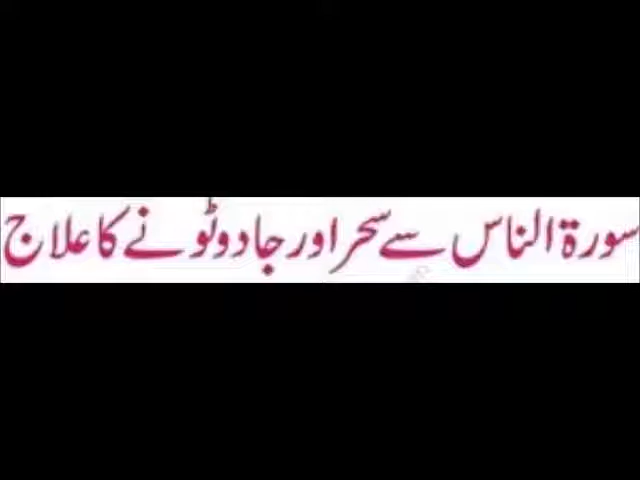 سورۃ الناس سے سحر اور جادو ٹونے کا علاج